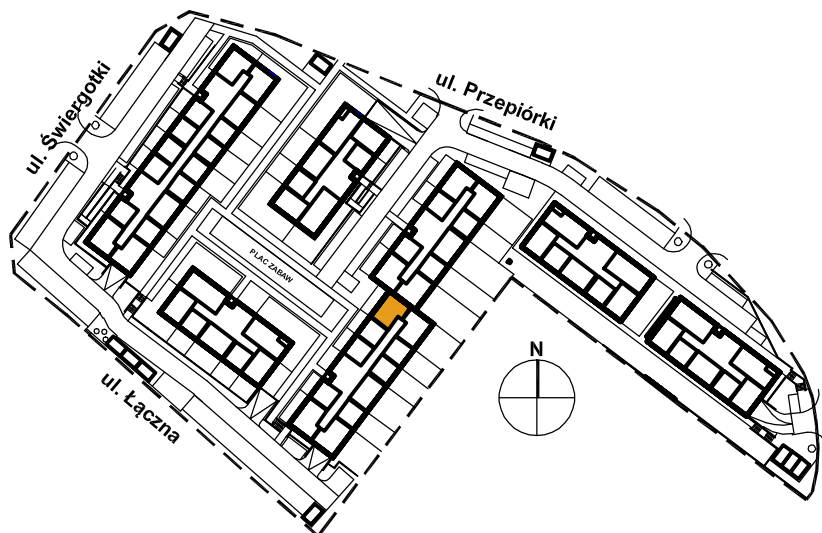 ul. Świergotki
ul. Przepiórki
PLAC ZABAW
N
ul. Łączna